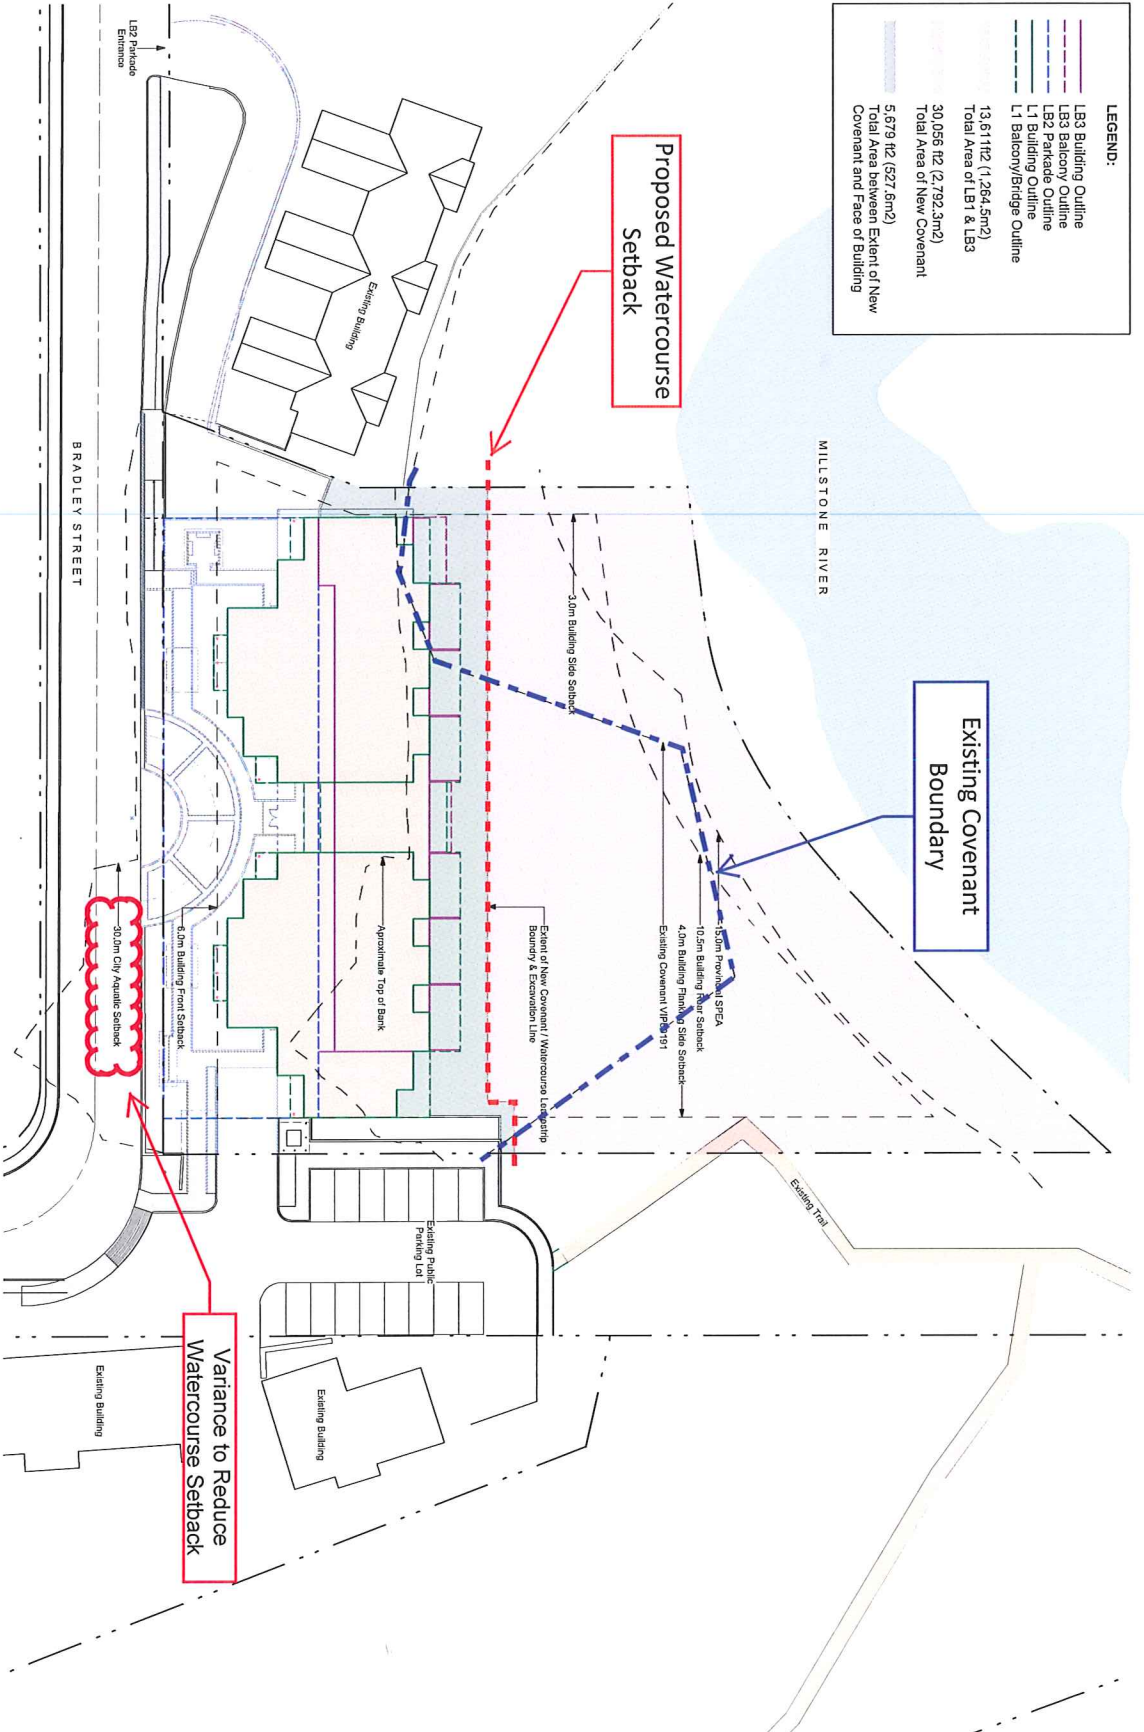 LEGEND:
LB3 Building Outline
LB3 Balcony Outline
LB2 Parkade Outline
L1 Building Outline
L1 Balcony/Bridge Outline
13,611ft2 (1,264.5m2)
Total Area of LB1 & LB3
30,056 ft2 (2,792.3m2)
Total Area of New Covenant
5,679 ft2 (527.6m2)
Total Area between Extent of New
Covenant and Face of Building
MILLSTONE RIVER
Existing Covenant
Boundary
Proposed Watercourse
Setback
3.0m Building Side Setback
15.0m Provincial SPEA
10.5m Building Rear Setback
4.0m Building Flanking Side Setback
Existing Covenant
Extent of New Covenant / Watercourse
Boundry & Excavation Line
Existing Trail
Existing Building
LB2 Parkade
Entrance
Aproximate Top of Bank
Existing Public
Parking Lot
6.0m Building Front Setback
30.0m City Aquatic Setback
BRADLEY STREET
Variance to Reduce
Watercourse Setback
Existing Building
Existing Building